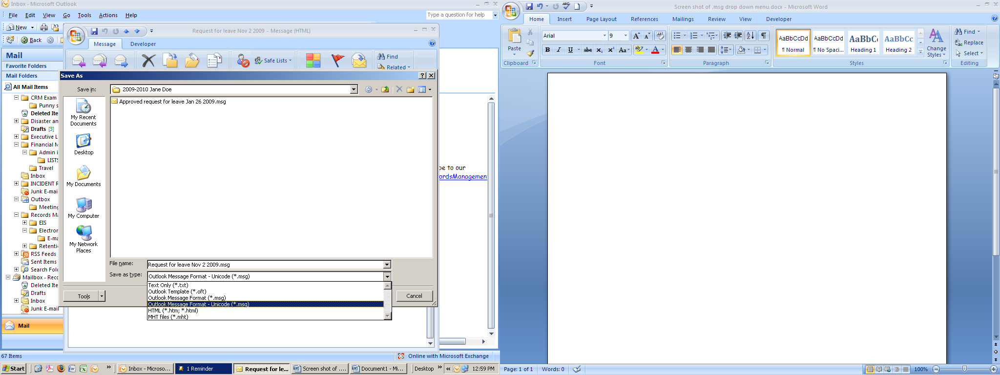 Inbox - Microsoft Outlook
File Edit View Go Tools Actions Help
Type a question for help
New
Back
Mail
Favorite Folders
Mail Folders
All Mail Items
CRM Exam
Punny s
Deleted Ite
Disaster an
Drafts [3]
Executive L
Financial M
Admin i
LISTS
Travel
Inbox
INCIDENT R
Junk E-mail
Outbox
Meeting
Records Ma
EIS
Electror
E-ma
Retentio
RSS Feeds
Sent Items
Search Fold
Mailbox - Reco
Deleted Ite
Drafts
Inbox
Junk E-mail
Mail
67 Items
Online with Microsoft Exchange
Request for leave Nov 2 2009 - Message (HTML)
Message Developer
Safe Lists
Find
Related
be to our
ordsManagemen
Save As
Save in: 2009-2010 Jane Doe
Approved request for leave Jan 26 2009.msg
My Recent
Documents
Desktop
My Documents
My Computer
My Network
Places
File name: Request for leave Nov 2 2009.msg
Save as type: Outlook Message Format - Unicode (*.msg)
Text Only (*.txt)
Outlook Template (*.oft)
Outlook Message Format (*.msg)
Outlook Message Format - Unicode (*.msg)
HTML (*.htm; *.html)
MHT files (*.mht)
Tools
Cancel
Start
Inbox - Microso...
1 Reminder
Request for le...
Screen shot of ....
Document1 - Mi...
Desktop
12:59 PM
Screen shot of .msg drop down menu.docx - Microsoft Word
Home Insert Page Layout References Mailings Review View Developer
Paste
Clipboard
Arial 9
B I U abc x₂ x² Aa ab A
Font
Paragraph
AaBbCcDd AaBbCcDd AaBbC AaBbCc
¶ Normal ¶ No Spaci... Heading 1 Heading 2
Change
Styles
Styles
Find
Replace
Select
Editing
Page: 1 of 1 Words: 0
100%